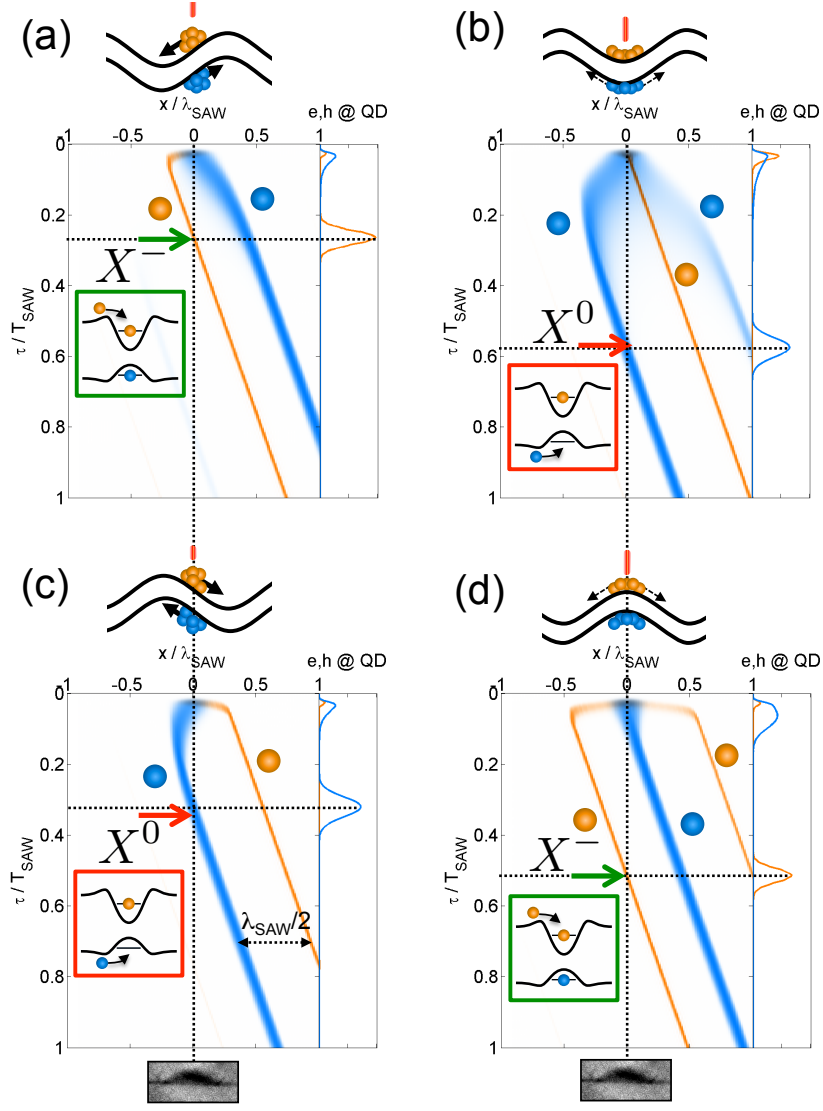 (a)
x / λSAW
e,h @ QD
-1 -0.5 0 0.5 1
0
0.2
0.4
0.6
0.8
1
τ / TSAW
X−
(b)
x / λSAW
e,h @ QD
-1 -0.5 0 0.5 1
0
0.2
0.4
0.6
0.8
1
τ / TSAW
X0
(c)
x / λSAW
e,h @ QD
-1 -0.5 0 0.5 1
0
0.2
0.4
0.6
0.8
1
τ / TSAW
X0
λSAW/2
(d)
x / λSAW
e,h @ QD
-1 -0.5 0 0.5 1
0
0.2
0.4
0.6
0.8
1
τ / TSAW
X−